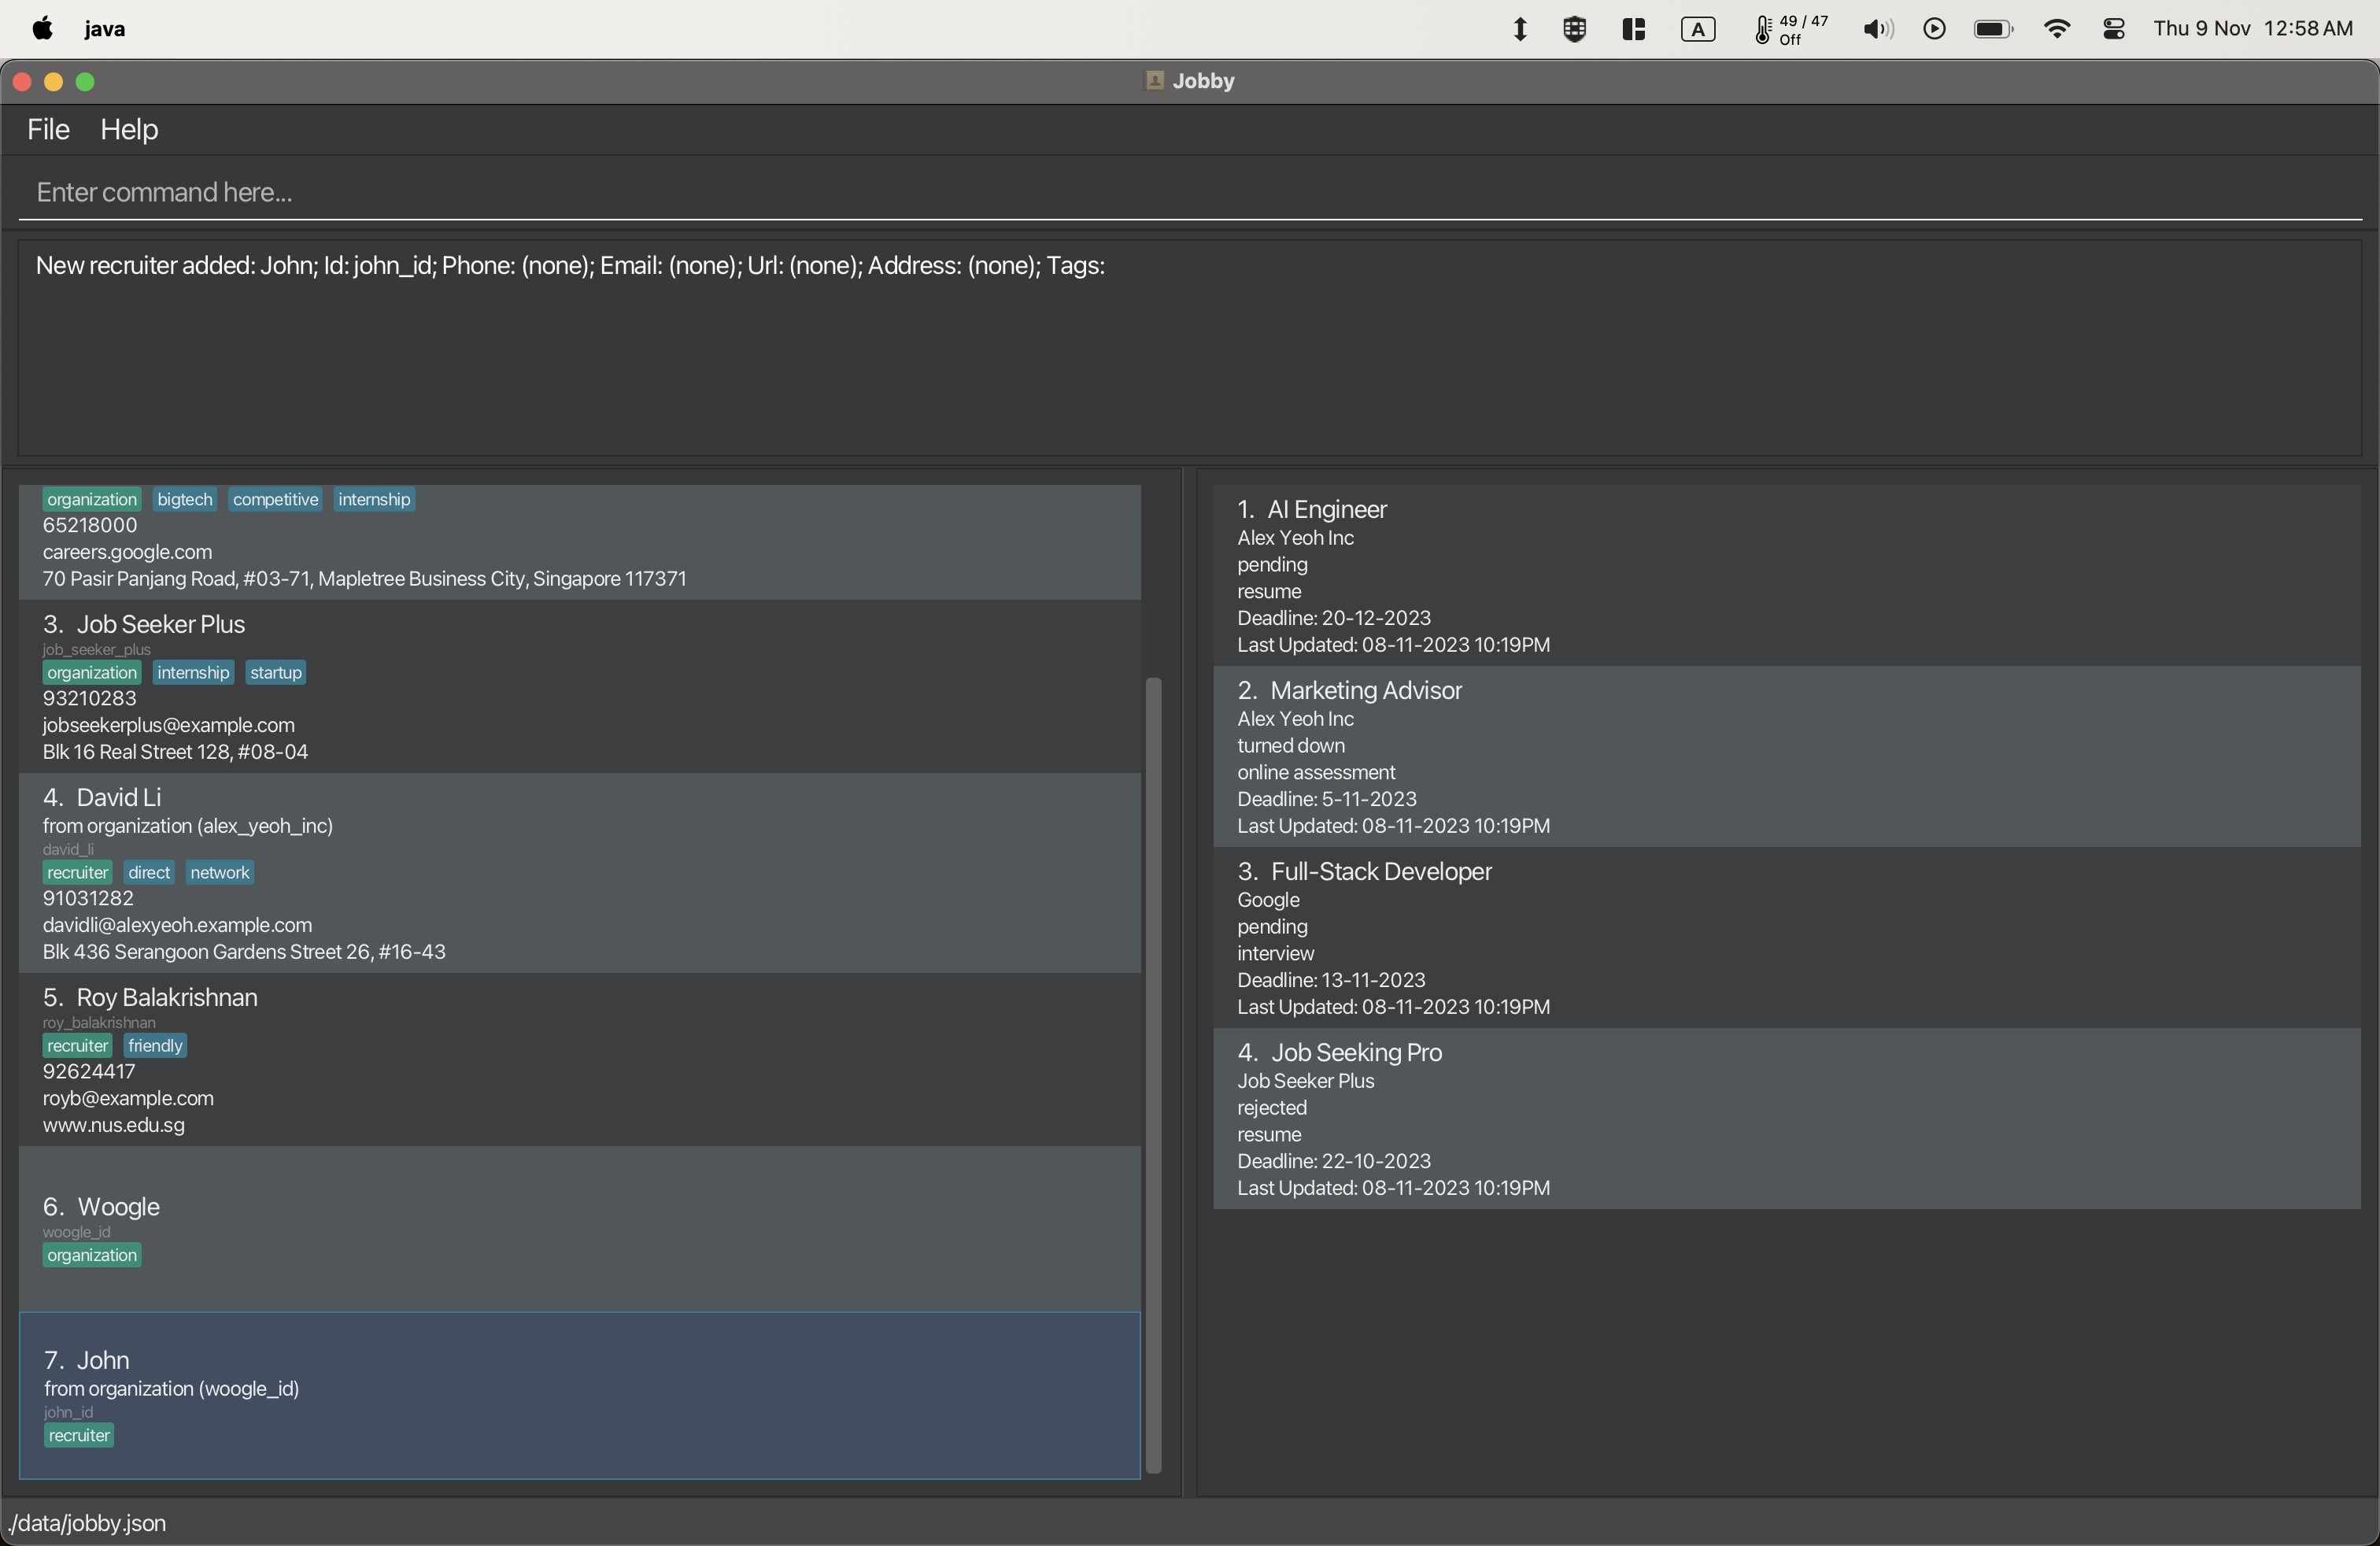 java
A
49 / 47
Off
Thu 9 Nov 12:58 AM
Jobby
File Help
Enter command here...
New recruiter added: John; Id: john_id; Phone: (none); Email: (none); Url: (none); Address: (none); Tags:
organization bigtech competitive internship
65218000
careers.google.com
70 Pasir Panjang Road, #03-71, Mapletree Business City, Singapore 117371
3. Job Seeker Plus
job_seeker_plus
organization internship startup
93210283
jobseekerplus@example.com
Blk 16 Real Street 128, #08-04
4. David Li
from organization (alex_yeoh_inc)
david_li
recruiter direct network
91031282
davidli@alexyeoh.example.com
Blk 436 Serangoon Gardens Street 26, #16-43
5. Roy Balakrishnan
roy_balakrishnan
recruiter friendly
92624417
royb@example.com
www.nus.edu.sg
6. Woogle
woogle_id
organization
7. John
from organization (woogle_id)
john_id
recruiter
1. AI Engineer
Alex Yeoh Inc
pending
resume
Deadline: 20-12-2023
Last Updated: 08-11-2023 10:19PM
2. Marketing Advisor
Alex Yeoh Inc
turned down
online assessment
Deadline: 5-11-2023
Last Updated: 08-11-2023 10:19PM
3. Full-Stack Developer
Google
pending
interview
Deadline: 13-11-2023
Last Updated: 08-11-2023 10:19PM
4. Job Seeking Pro
Job Seeker Plus
rejected
resume
Deadline: 22-10-2023
Last Updated: 08-11-2023 10:19PM
./data/jobby.json